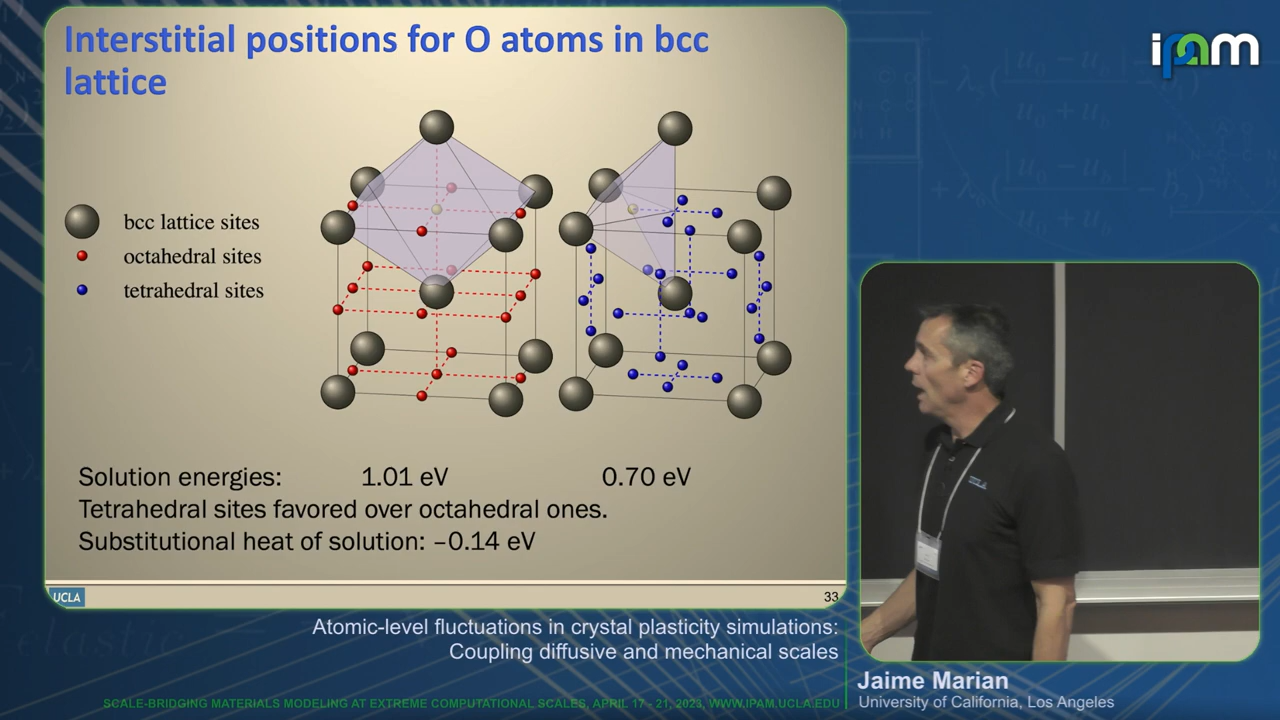 Interstitial positions for O atoms in bcc
lattice
bcc lattice sites
octahedral sites
tetrahedral sites
Solution energies: 1.01 eV 0.70 eV
Tetrahedral sites favored over octahedral ones.
Substitutional heat of solution: –0.14 eV
UCLA
33
ipam
Atomic-level fluctuations in crystal plasticity simulations:
Coupling diffusive and mechanical scales
Jaime Marian
University of California, Los Angeles
SCALE-BRIDGING MATERIALS MODELING AT EXTREME COMPUTATIONAL SCALES, APRIL 17 - 21, 2023, WWW.IPAM.UCLA.EDU